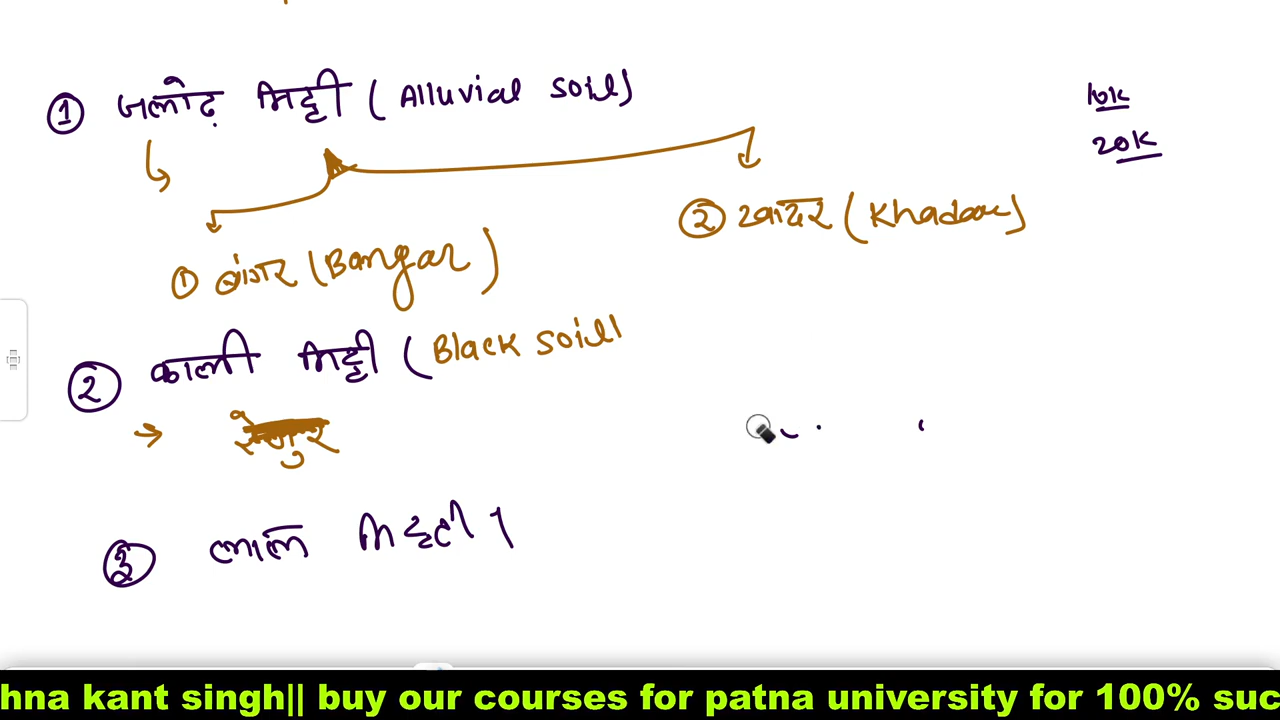 ① जलोढ़ मिट्टी (Alluvial soil)
10K
20K
① बांगर (Bangar)
② खादर (Khadar)
② काली मिट्टी (Black soil)
→ रेगुर
③ लाल मिट्टी
hna kant singh|| buy our courses for patna university for 100% suc